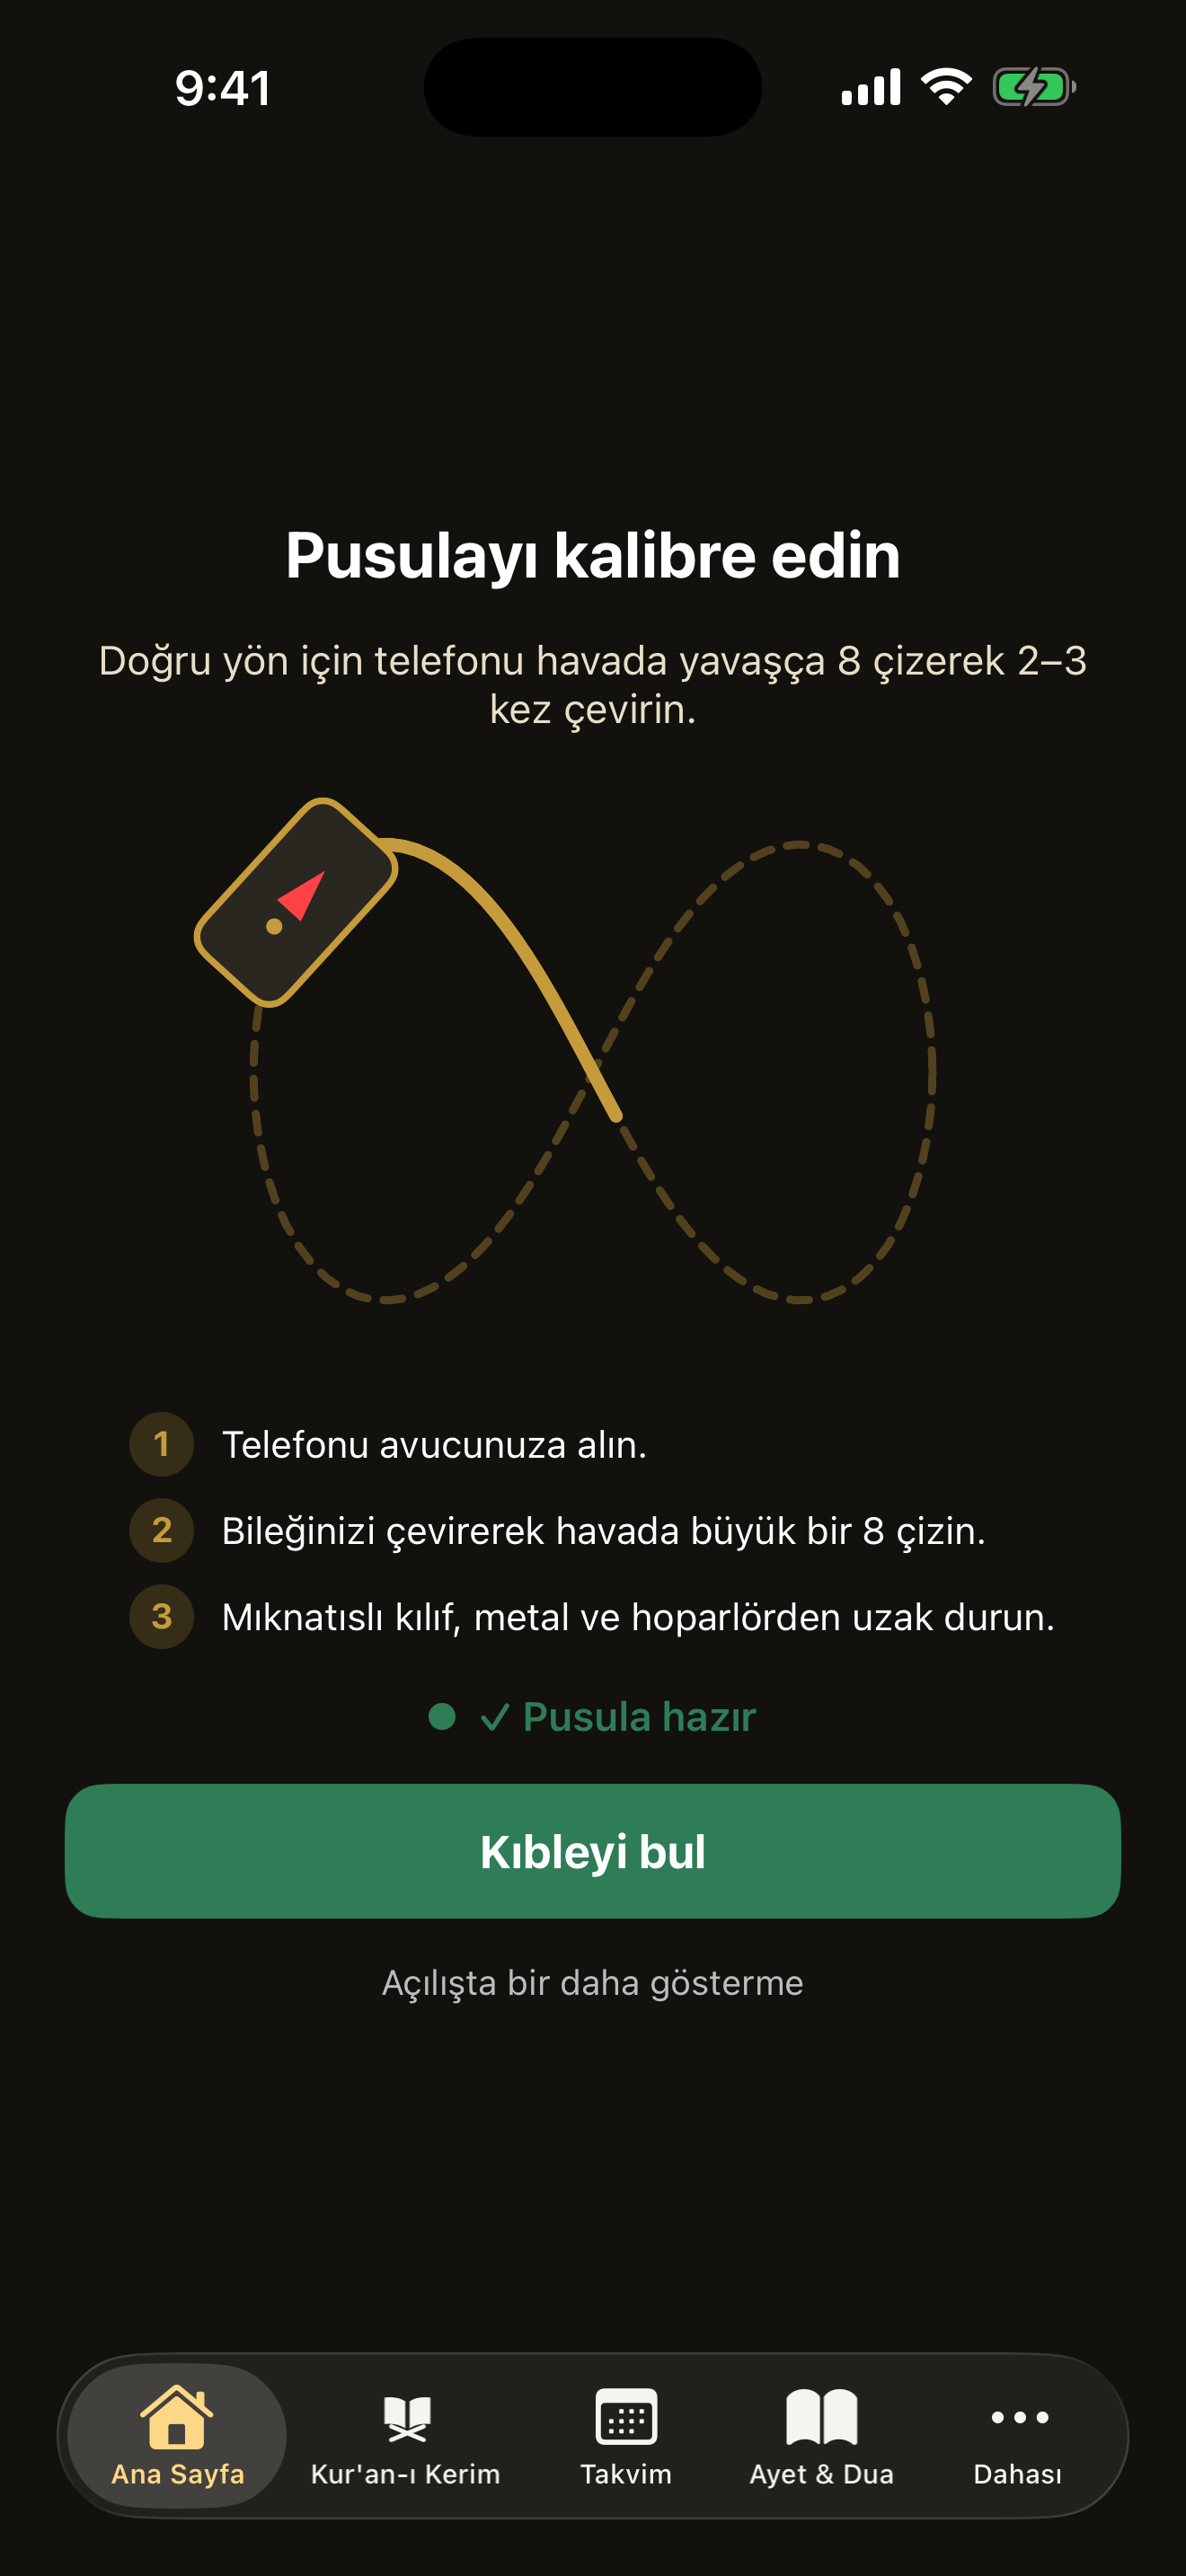 9:41
Pusulayı kalibre edin
Doğru yön için telefonu havada yavaşça 8 çizerek 2–3
kez çevirin.
1 Telefonu avucunuza alın.
2 Bileğinizi çevirerek havada büyük bir 8 çizin.
3 Mıknatıslı kılıf, metal ve hoparlörden uzak durun.
✓ Pusula hazır
Kıbleyi bul
Açılışta bir daha gösterme
Ana Sayfa Kur'an-ı Kerim Takvim Ayet & Dua Dahası